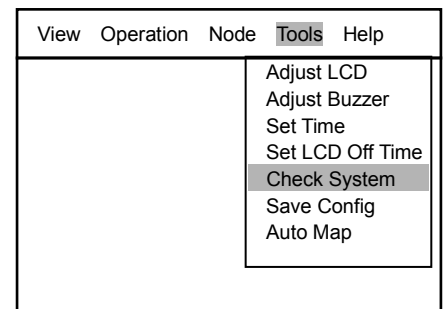 View Operation Node Tools Help
Adjust LCD
Adjust Buzzer
Set Time
Set LCD Off Time
Check System
Save Config
Auto Map